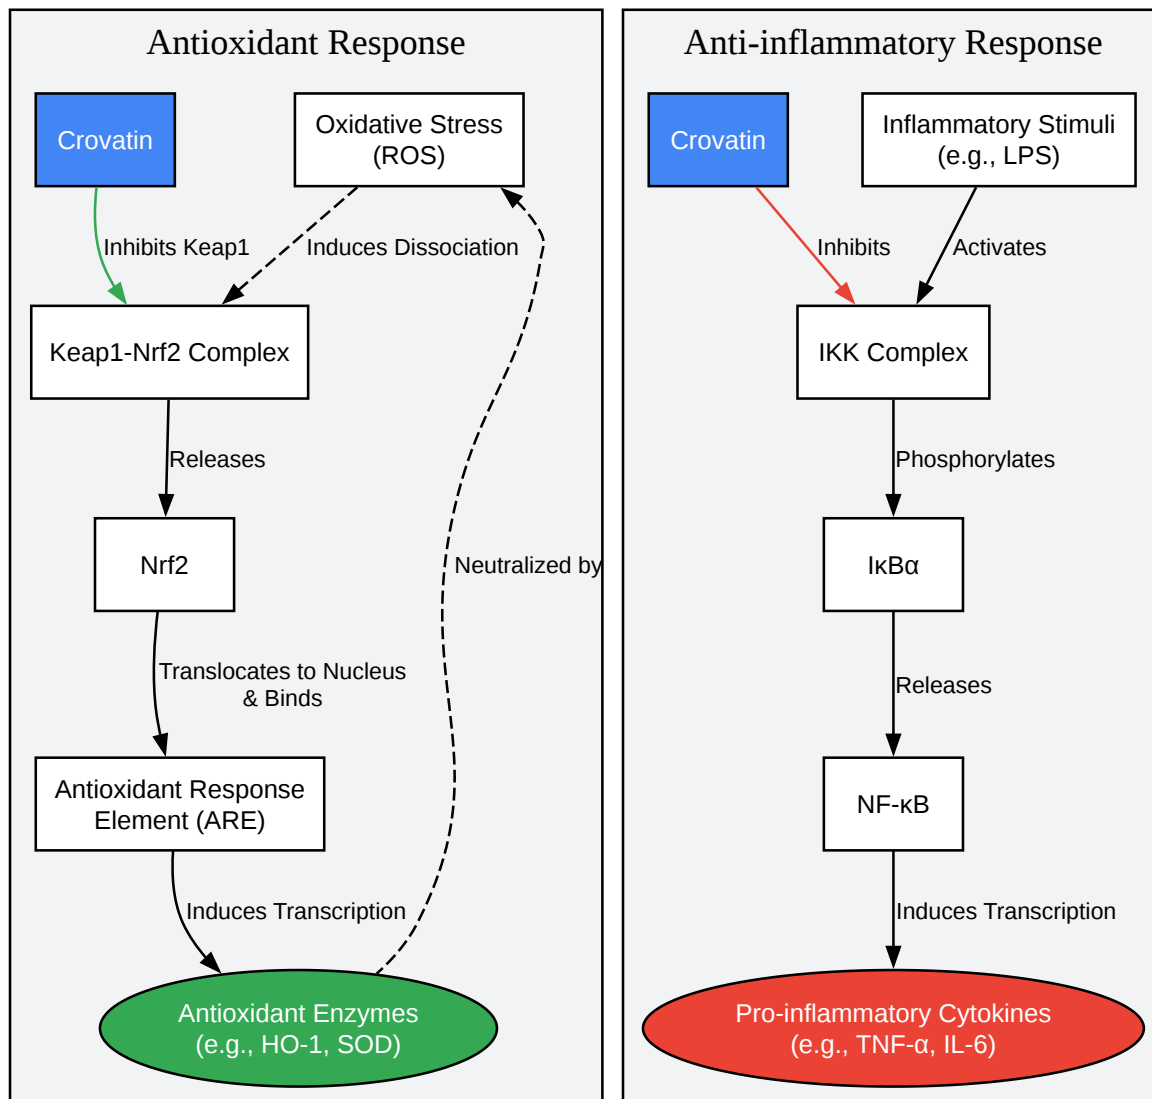 Antioxidant Response
Crovatin
Oxidative Stress
(ROS)
Inhibits Keap1
Induces Dissociation
Keap1-Nrf2 Complex
Releases
Nrf2
Neutralized by
Translocates to Nucleus
& Binds
Antioxidant Response
Element (ARE)
Induces Transcription
Antioxidant Enzymes
(e.g., HO-1, SOD)
Anti-inflammatory Response
Crovatin
Inflammatory Stimuli
(e.g., LPS)
Inhibits
Activates
IKK Complex
Phosphorylates
IκBα
Releases
NF-κB
Induces Transcription
Pro-inflammatory Cytokines
(e.g., TNF-α, IL-6)